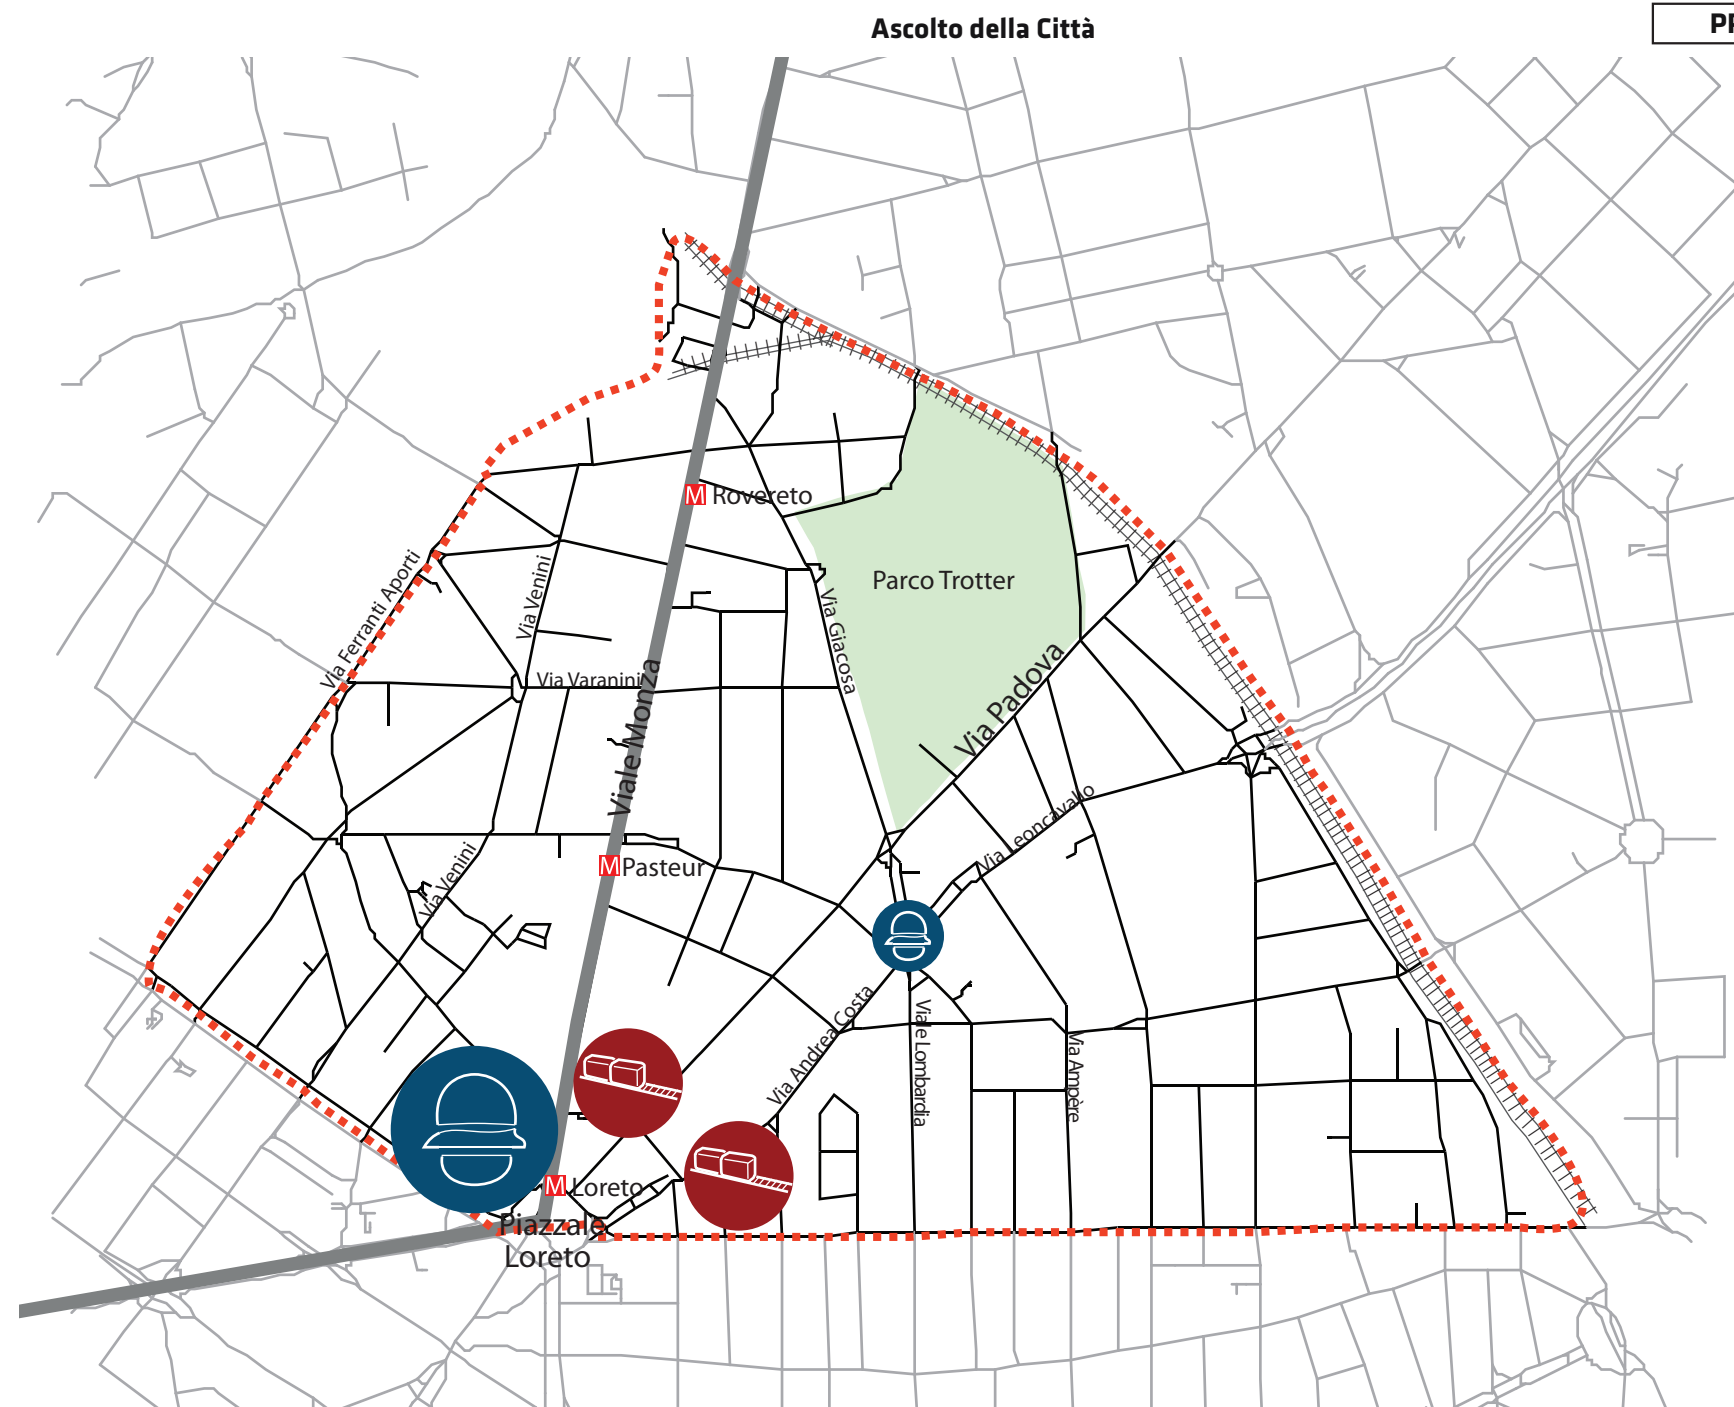 Ascolto della Città
M Rovereto
Parco Trotter
Via Ferranti Aporti
Via Venini
Via Giacosa
Via Varanini
Viale Monza
Via Padova
Via Leoncavallo
M Pasteur
Via Venini
Via Andrea Costa
Viale Lombardia
Via Ampère
M Loreto
Piazzale
Loreto